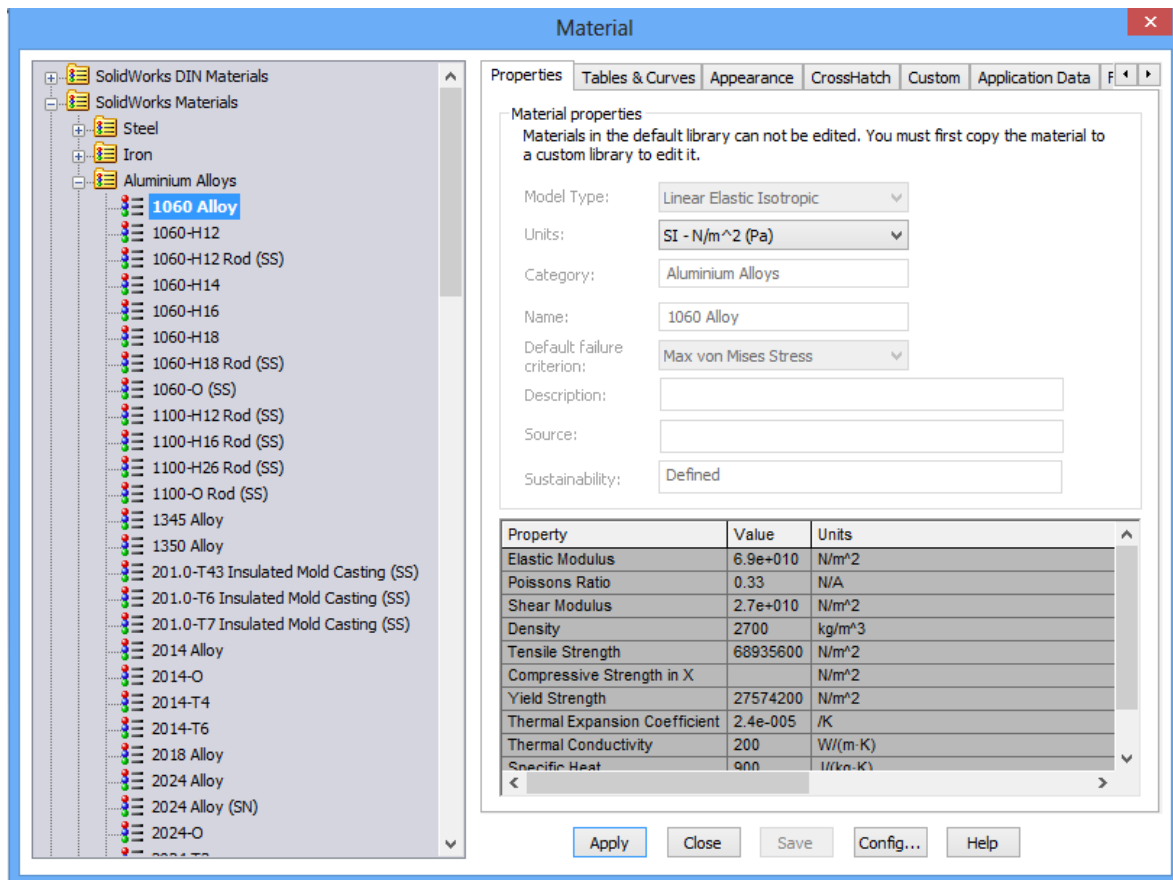 Material
SolidWorks DIN Materials
SolidWorks Materials
Steel
Iron
Aluminium Alloys
1060 Alloy
1060-H12
1060-H12 Rod (SS)
1060-H14
1060-H16
1060-H18
1060-H18 Rod (SS)
1060-O (SS)
1100-H12 Rod (SS)
1100-H16 Rod (SS)
1100-H26 Rod (SS)
1100-O Rod (SS)
1345 Alloy
1350 Alloy
201.0-T43 Insulated Mold Casting (SS)
201.0-T6 Insulated Mold Casting (SS)
201.0-T7 Insulated Mold Casting (SS)
2014 Alloy
2014-O
2014-T4
2014-T6
2018 Alloy
2024 Alloy
2024 Alloy (SN)
2024-O
Properties Tables & Curves Appearance CrossHatch Custom Application Data F
Material properties
Materials in the default library can not be edited. You must first copy the material to
a custom library to edit it.
Model Type: Linear Elastic Isotropic
Units: SI - N/m^2 (Pa)
Category: Aluminium Alloys
Name: 1060 Alloy
Default failure
criterion: Max von Mises Stress
Description:
Source:
Sustainability: Defined
Property Value Units
Elastic Modulus 6.9e+010 N/m^2
Poissons Ratio 0.33 N/A
Shear Modulus 2.7e+010 N/m^2
Density 2700 kg/m^3
Tensile Strength 68935600 N/m^2
Compressive Strength in X N/m^2
Yield Strength 27574200 N/m^2
Thermal Expansion Coefficient 2.4e-005 /K
Thermal Conductivity 200 W/(m·K)
Specific Heat 900 J/(kg·K)
Apply Close Save Config... Help